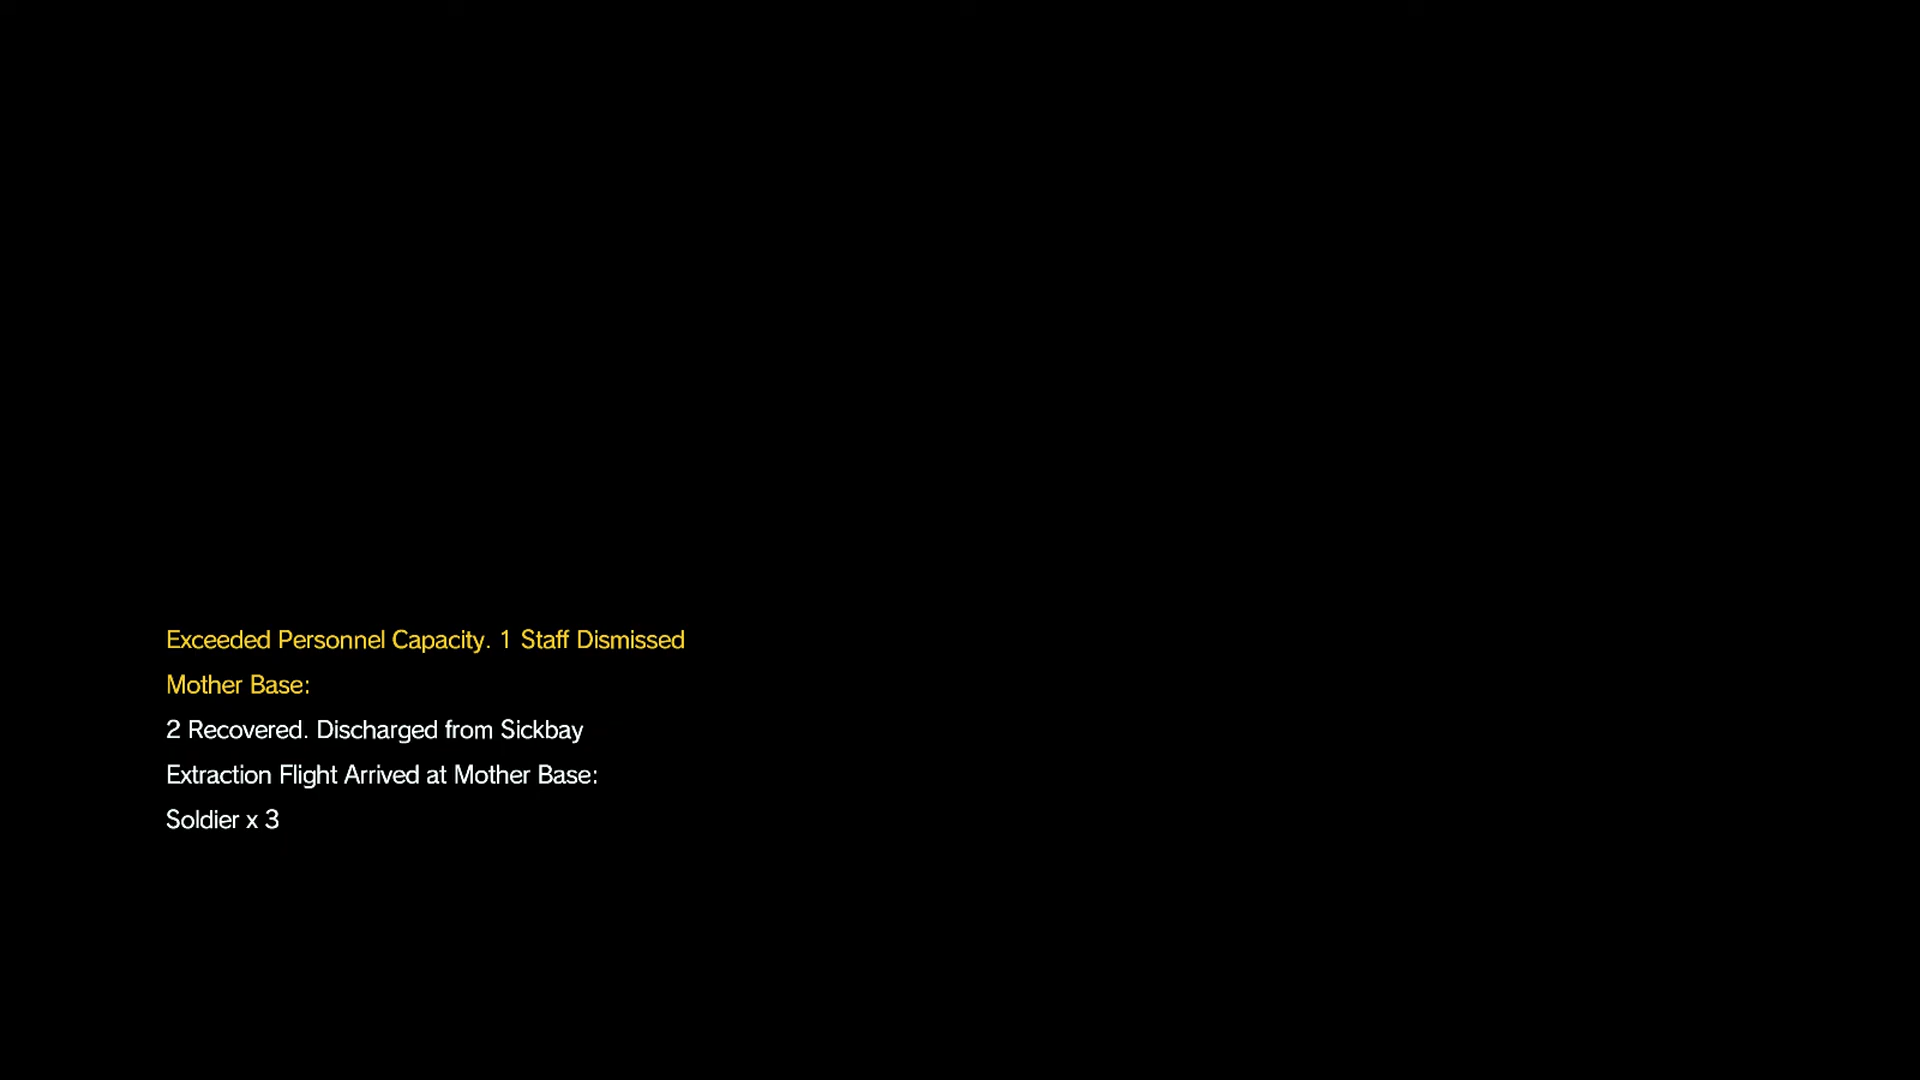 Exceeded Personnel Capacity. 1 Staff Dismissed
Mother Base:
2 Recovered. Discharged from Sickbay
Extraction Flight Arrived at Mother Base:
Soldier x 3